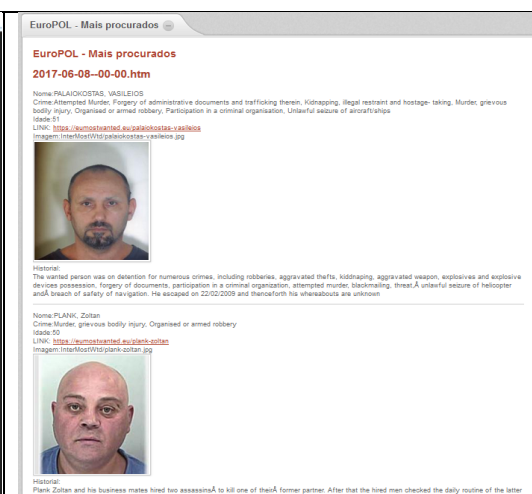 EuroPOL - Mais procurados
EuroPOL - Mais procurados
2017-06-08--00-00.htm
Nome:PALAIOKOSTAS, VASILEIOS
Crime:Attempted Murder, Forgery of administrative documents and trafficking therein, Kidnapping, illegal restraint and hostage- taking, Murder, grievous
bodily injury, Organised or armed robbery, Participation in a criminal organisation, Unlawful seizure of aircraft/ships
Idade:51
LINK: https://eumostwanted.eu/palaiokostas-vasileios
Imagem:InterMostWtd/palaiokostas-vasileios.jpg
Historial:
The wanted person was on detention for numerous crimes, including robberies, aggravated thefts, kiddnaping, aggravated weapon, explosives and explosive
devices possession, forgery of documents, participation in a criminal organization, attempted murder, blackmailing, threat,Â unlawful seizure of helicopter
andÂ breach of safety of navigation. He escaped on 22/02/2009 and thenceforth his whereabouts are unknown
Nome:PLANK, Zoltan
Crime:Murder, grievous bodily injury, Organised or armed robbery
Idade:50
LINK: https://eumostwanted.eu/plank-zoltan
Imagem:InterMostWtd/plank-zoltan.jpg
Historial:
Plank Zoltan and his business mates hired two assassinsÂ to kill one of theirÂ former partner. After that the hired men checked the daily routine of the latter